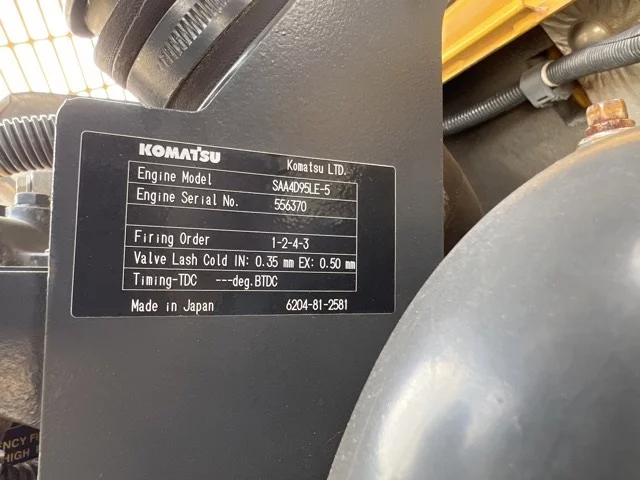 KOMATSU Komatsu LTD.
Engine Model SAA4D95LE-5
Engine Serial No. 556370
Firing Order 1-2-4-3
Valve Lash Cold IN: 0.35 mm EX: 0.50 mm
Timing-TDC ---deg.BTDC
Made in Japan 6204-81-2581
HIGH